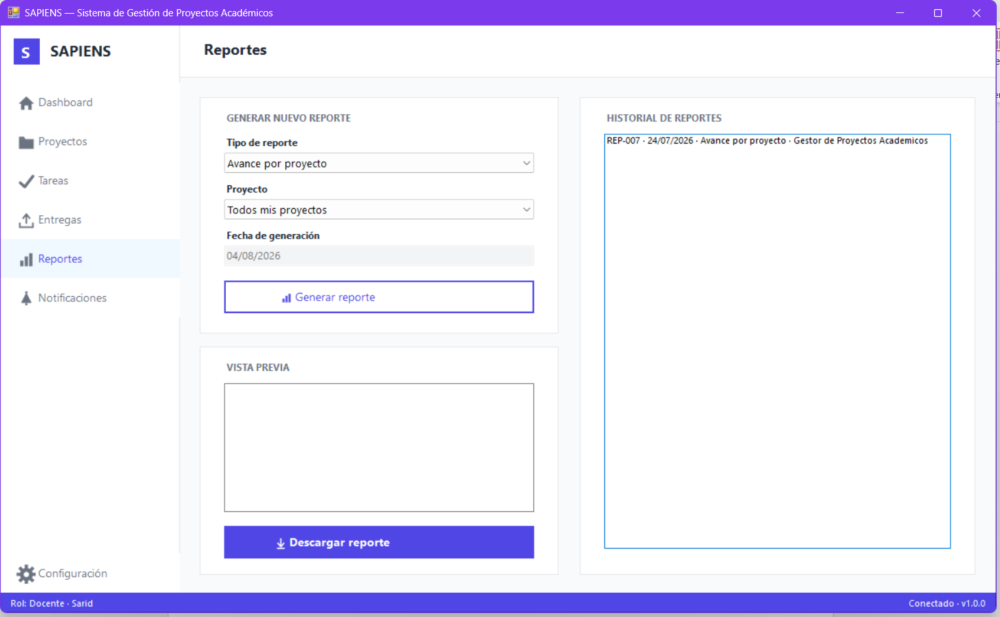 SAPIENS — Sistema de Gestión de Proyectos Académicos
S SAPIENS
Dashboard
Proyectos
Tareas
Entregas
Reportes
Notificaciones
Configuración
Reportes
GENERAR NUEVO REPORTE
Tipo de reporte
Avance por proyecto
Proyecto
Todos mis proyectos
Fecha de generación
04/08/2026
Generar reporte
VISTA PREVIA
Descargar reporte
HISTORIAL DE REPORTES
REP-007 · 24/07/2026 · Avance por proyecto · Gestor de Proyectos Academicos
Rol: Docente · Sarid
Conectado · v1.0.0